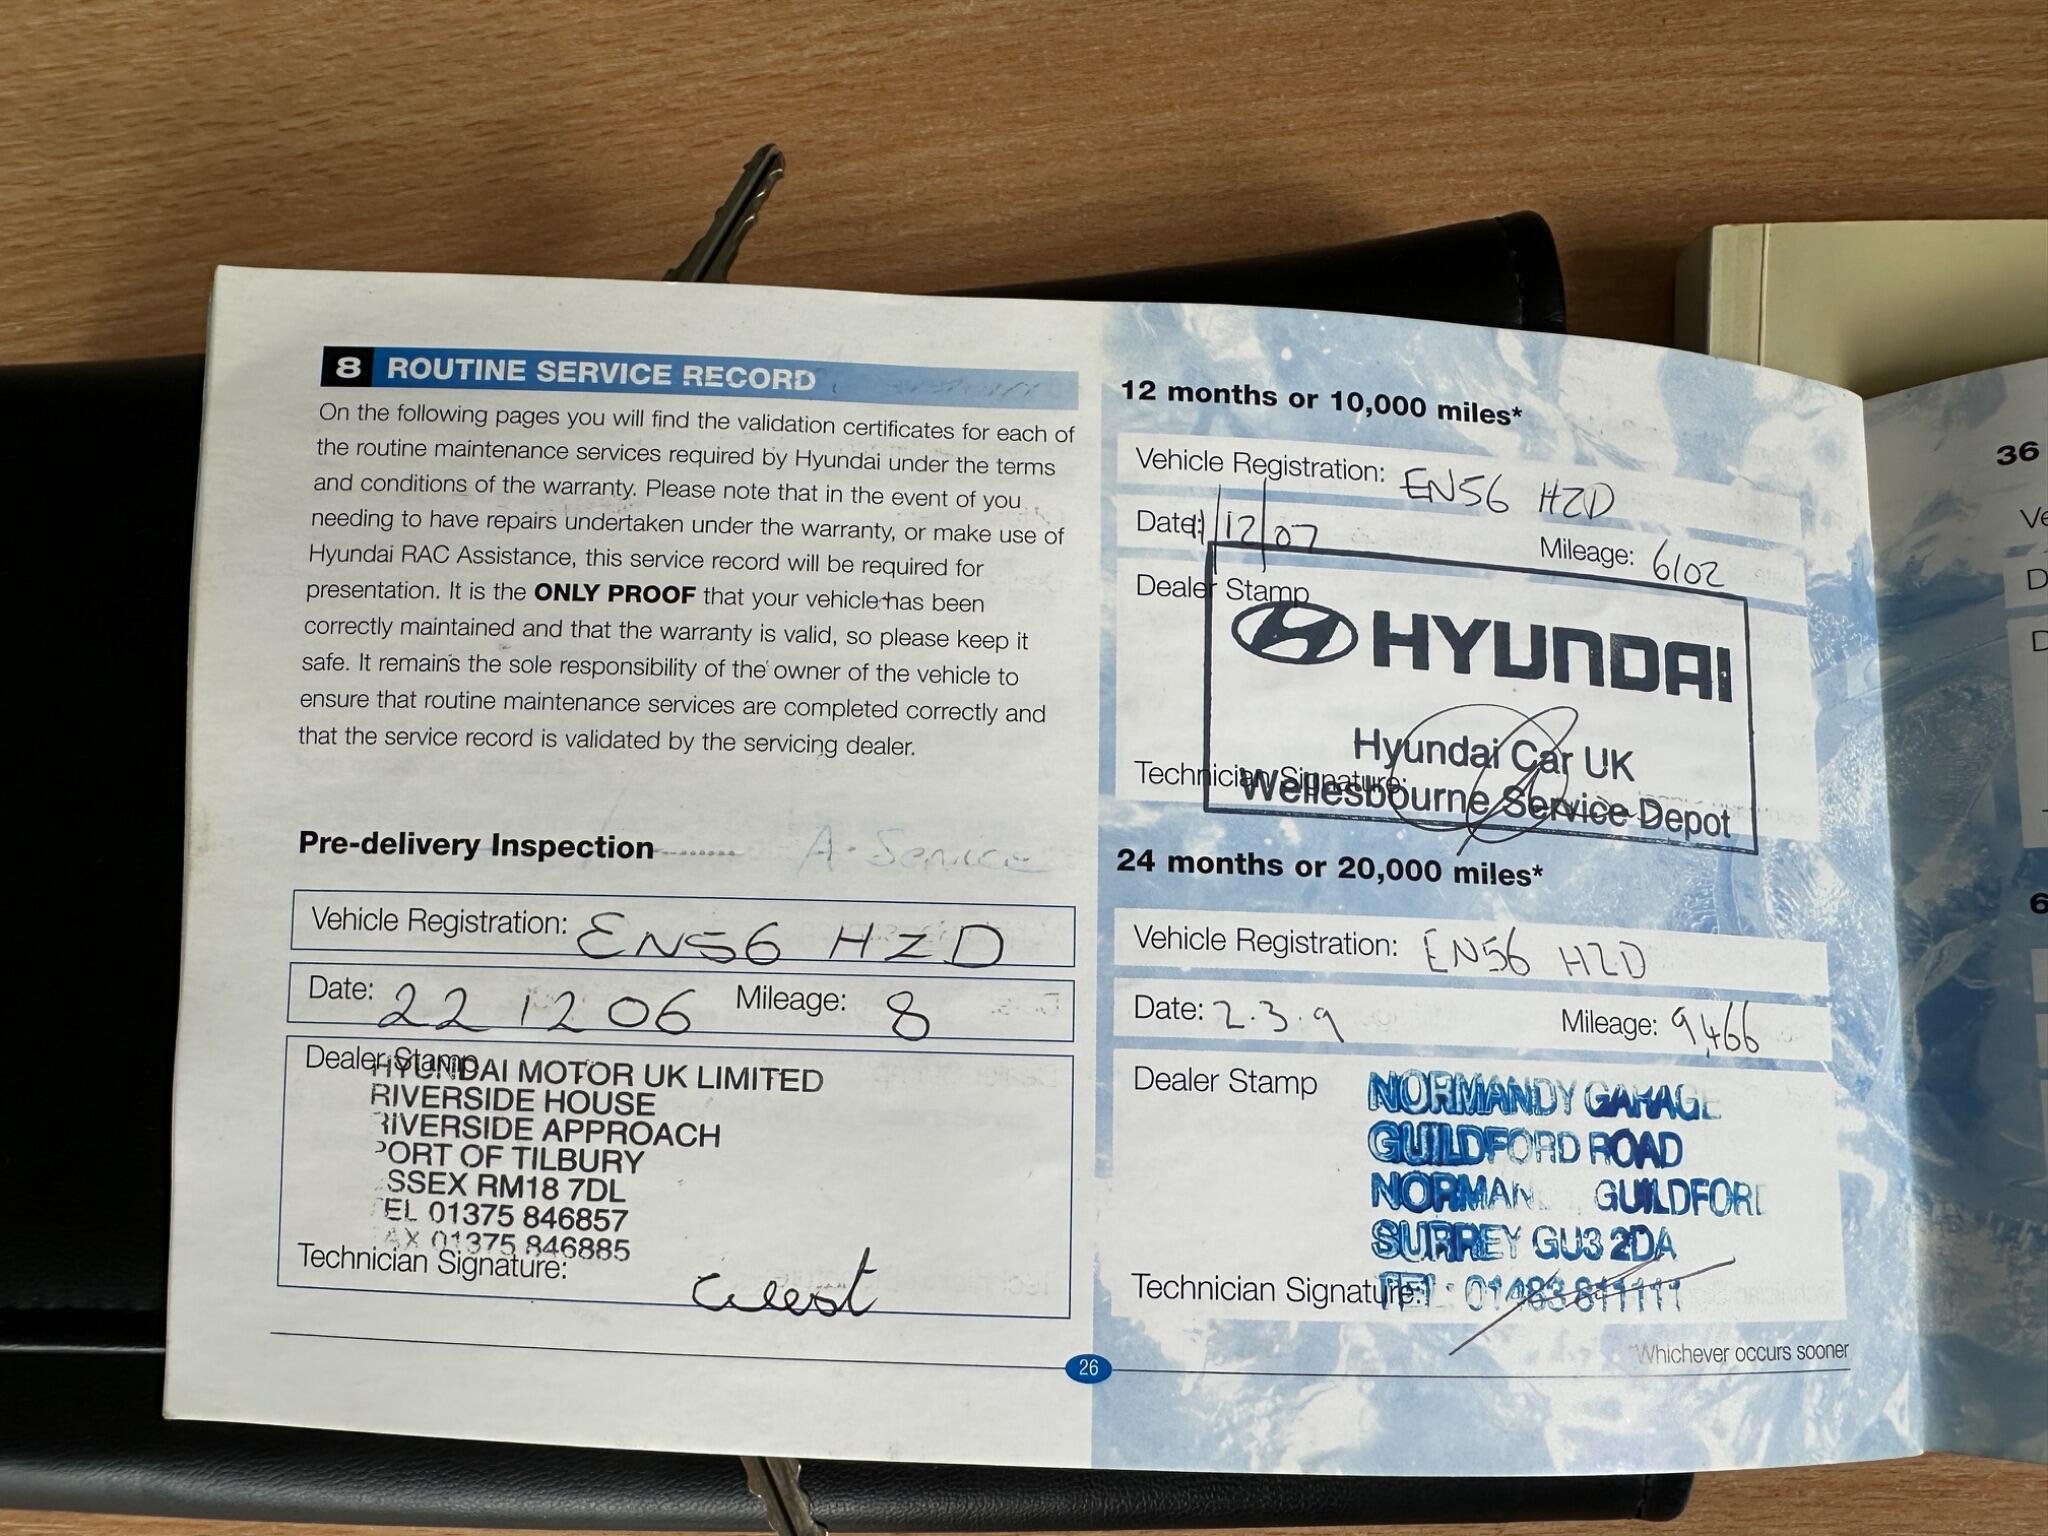 8 ROUTINE SERVICE RECORD
On the following pages you will find the validation certificates for each of
the routine maintenance services required by Hyundai under the terms
and conditions of the warranty. Please note that in the event of you
needing to have repairs undertaken under the warranty, or make use of
Hyundai RAC Assistance, this service record will be required for
presentation. It is the ONLY PROOF that your vehicle has been
correctly maintained and that the warranty is valid, so please keep it
safe. It remains the sole responsibility of the owner of the vehicle to
ensure that routine maintenance services are completed correctly and
that the service record is validated by the servicing dealer.
Pre-delivery Inspection
A. Service
Vehicle Registration: EN56 HZD
Date: 22 12 06 Mileage: 8
Dealer Stamp
HYUNDAI MOTOR UK LIMITED
RIVERSIDE HOUSE
RIVERSIDE APPROACH
PORT OF TILBURY
SSEX RM18 7DL
TEL 01375 846857
AX 01375 846885
Technician Signature:
12 months or 10,000 miles*
Vehicle Registration: EN56 HZD
Date: /12/07 Mileage: 6102
Dealer Stamp
HYUNDAI
Hyundai Car UK
Technician Signature:
Wellesbourne Service Depot
24 months or 20,000 miles*
Vehicle Registration: EN56 HZD
Date: 2.3.9 Mileage: 9466
Dealer Stamp
NORMANDY GARAGE
GUILDFORD ROAD
NORMAN GUILDFORD
SURREY GU3 2DA
Technician Signature:
TEL: 01483 811111
*Whichever occurs sooner
26
36
Ve
D
D
6